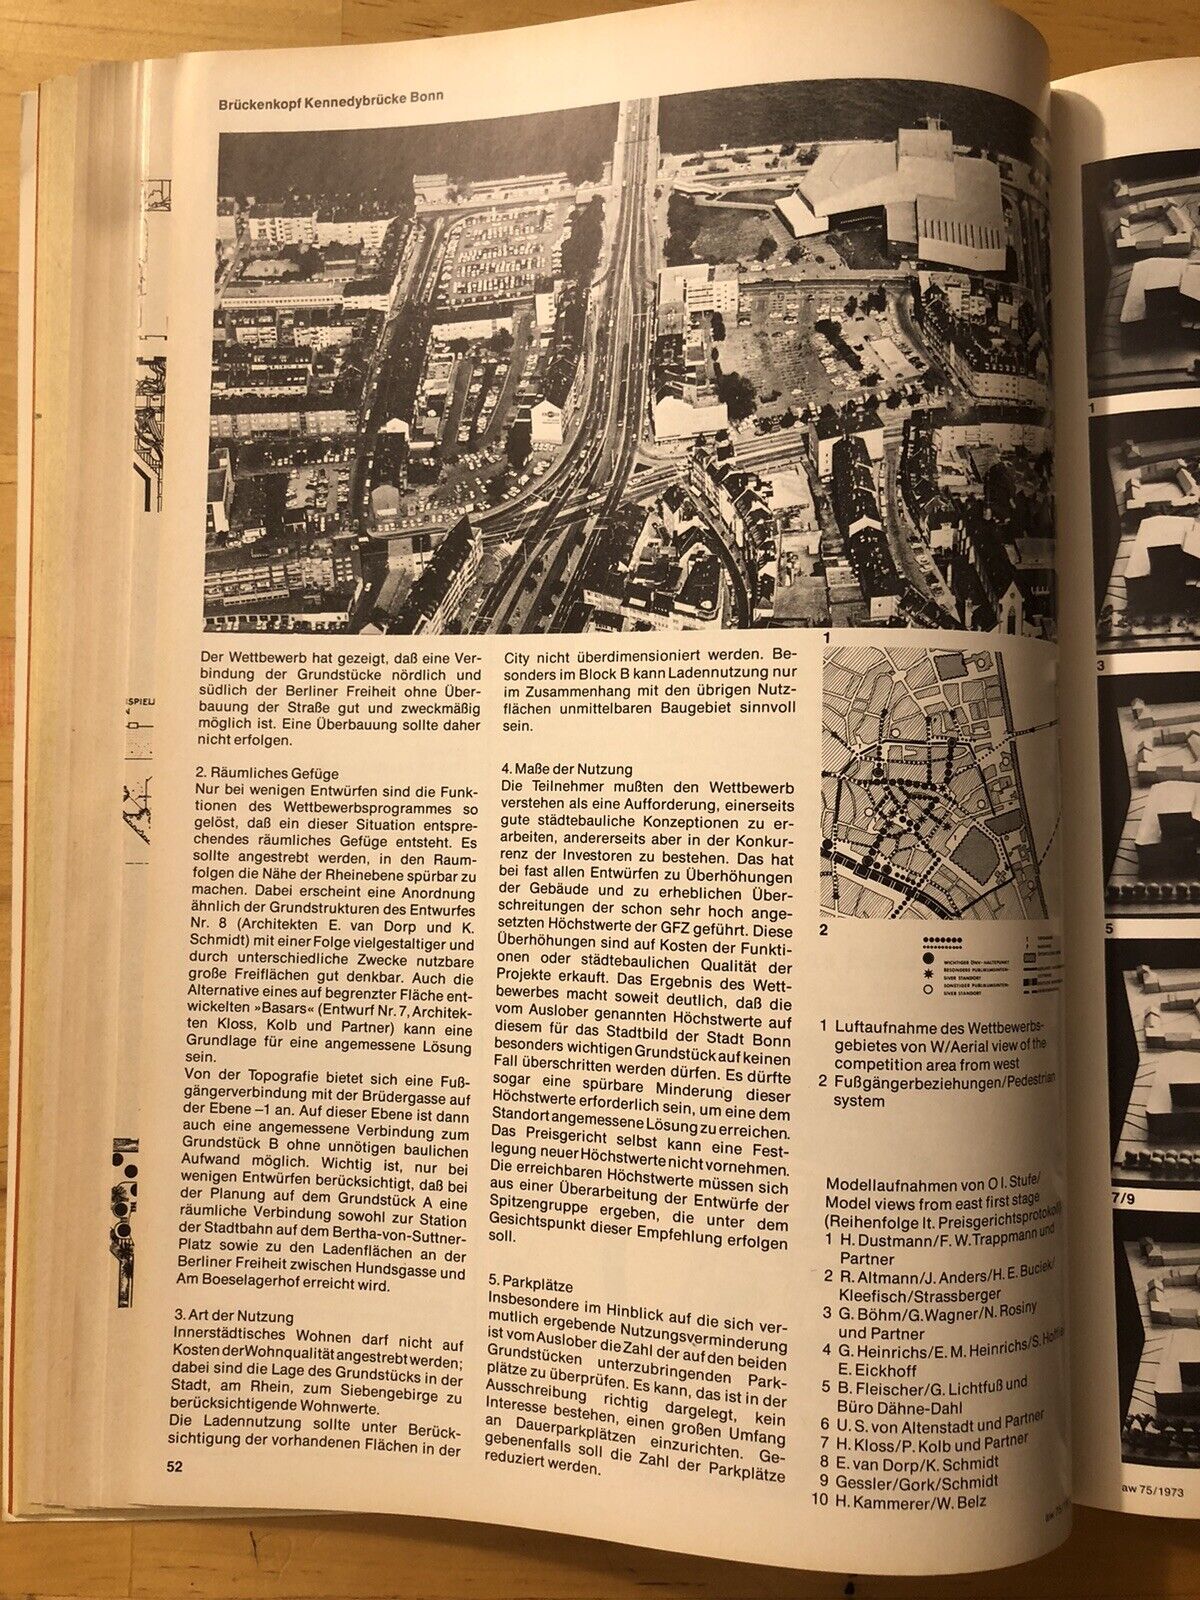 Brückenkopf Kennedybrücke Bonn
Der Wettbewerb hat gezeigt, daß eine Ver-
bindung der Grundstücke nördlich und
südlich der Berliner Freiheit ohne Über-
bauung der Straße gut und zweckmäßig
möglich ist. Eine Überbauung sollte daher
nicht erfolgen.
2. Räumliches Gefüge
Nur bei wenigen Entwürfen sind die Funk-
tionen des Wettbewerbsprogrammes so
gelöst, daß ein dieser Situation entspre-
chendes räumliches Gefüge entsteht. Es
sollte angestrebt werden, in den Raum-
folgen die Nähe der Rheinebene spürbar zu
machen. Dabei erscheint eine Anordnung
ähnlich der Grundstrukturen des Entwurfes
Nr. 8 (Architekten E. van Dorp und K.
Schmidt) mit einer Folge vielgestaltiger und
durch unterschiedliche Zwecke nutzbare
große Freiflächen gut denkbar. Auch die
Alternative eines auf begrenzter Fläche ent-
wickelten »Basars« (Entwurf Nr. 7, Architek-
ten Kloss, Kolb und Partner) kann eine
Grundlage für eine angemessene Lösung
sein.
Von der Topografie bietet sich eine Fuß-
gängerverbindung mit der Brüdergasse auf
der Ebene –1 an. Auf dieser Ebene ist dann
auch eine angemessene Verbindung zum
Grundstück B ohne unnötigen baulichen
Aufwand möglich. Wichtig ist, nur bei
wenigen Entwürfen berücksichtigt, daß bei
der Planung auf dem Grundstück A eine
räumliche Verbindung sowohl zur Station
der Stadtbahn auf dem Bertha-von-Suttner-
Platz sowie zu den Ladenflächen an der
Berliner Freiheit zwischen Hundsgasse und
Am Boeselagerhof erreicht wird.
3. Art der Nutzung
Innerstädtisches Wohnen darf nicht auf
Kosten der Wohnqualität angestrebt werden;
dabei sind die Lage des Grundstücks in der
Stadt, am Rhein, zum Siebengebirge zu
berücksichtigende Wohnwerte.
Die Ladennutzung sollte unter Berück-
sichtigung der vorhandenen Flächen in der
52
City nicht überdimensioniert werden. Be-
sonders im Block B kann Ladennutzung nur
im Zusammenhang mit den übrigen Nutz-
flächen unmittelbaren Baugebiet sinnvoll
sein.
4. Maße der Nutzung
Die Teilnehmer mußten den Wettbewerb
verstehen als eine Aufforderung, einerseits
gute städtebauliche Konzeptionen zu er-
arbeiten, andererseits aber in der Konkur-
renz der Investoren zu bestehen. Das hat
bei fast allen Entwürfen zu Überhöhungen
der Gebäude und zu erheblichen Über-
schreitungen der schon sehr hoch ange-
setzten Höchstwerte der GFZ geführt. Diese
Überhöhungen sind auf Kosten der Funkti-
onen oder städtebaulichen Qualität der
Projekte erkauft. Das Ergebnis des Wett-
bewerbes macht soweit deutlich, daß die
vom Auslober genannten Höchstwerte auf
diesem für das Stadtbild der Stadt Bonn
besonders wichtigen Grundstück auf keinen
Fall überschritten werden dürfen. Es dürfte
sogar eine spürbare Minderung dieser
Höchstwerte erforderlich sein, um eine dem
Standort angemessene Lösung zu erreichen.
Das Preisgericht selbst kann eine Fest-
legung neuer Höchstwerte nicht vornehmen.
Die erreichbaren Höchstwerte müssen sich
aus einer Überarbeitung der Entwürfe der
Spitzengruppe ergeben, die unter dem
Gesichtspunkt dieser Empfehlung erfolgen
soll.
5. Parkplätze
Insbesondere im Hinblick auf die sich ver-
mutlich ergebende Nutzungsverminderung
ist vom Auslober die Zahl der auf den beiden
Grundstücken unterzubringenden Park-
plätze zu überprüfen. Es kann, das ist in der
Ausschreibung richtig dargelegt, kein
Interesse bestehen, einen großen Umfang
an Dauerparkplätzen einzurichten. Ge-
gebenenfalls soll die Zahl der Parkplätze
reduziert werden.
1
2
WICHTIGER ÖNV-HALTEPUNKT
BESONDERE PUBLIKUMSINTEN-
SIVER STANDORT
SONSTIGER PUBLIKUMSINTEN-
SIVER STANDORT
1 Luftaufnahme des Wettbewerbs-
gebietes von W/Aerial view of the
competition area from west
2 Fußgängerbeziehungen/Pedestrian
system
Modellaufnahmen von O I. Stufe/
Model views from east first stage
(Reihenfolge lt. Preisgerichtsprotokoll)
1 H. Dustmann/F. W. Trappmann und
Partner
2 R. Altmann/J. Anders/H. E. Buciek/
Kleefisch/Strassberger
3 G. Böhm/G. Wagner/N. Rosiny
und Partner
4 G. Heinrichs/E. M. Heinrichs/S.
E. Eickhoff
5 B. Fleischer/G. Lichtfuß und
Büro Dähne-Dahl
6 U. S. von Altenstadt und Partner
7 H. Kloss/P. Kolb und Partner
8 E. van Dorp/K. Schmidt
9 Gessler/Gork/Schmidt
10 H. Kammerer/W. Belz
1
3
5
7/9
aw 75/1973